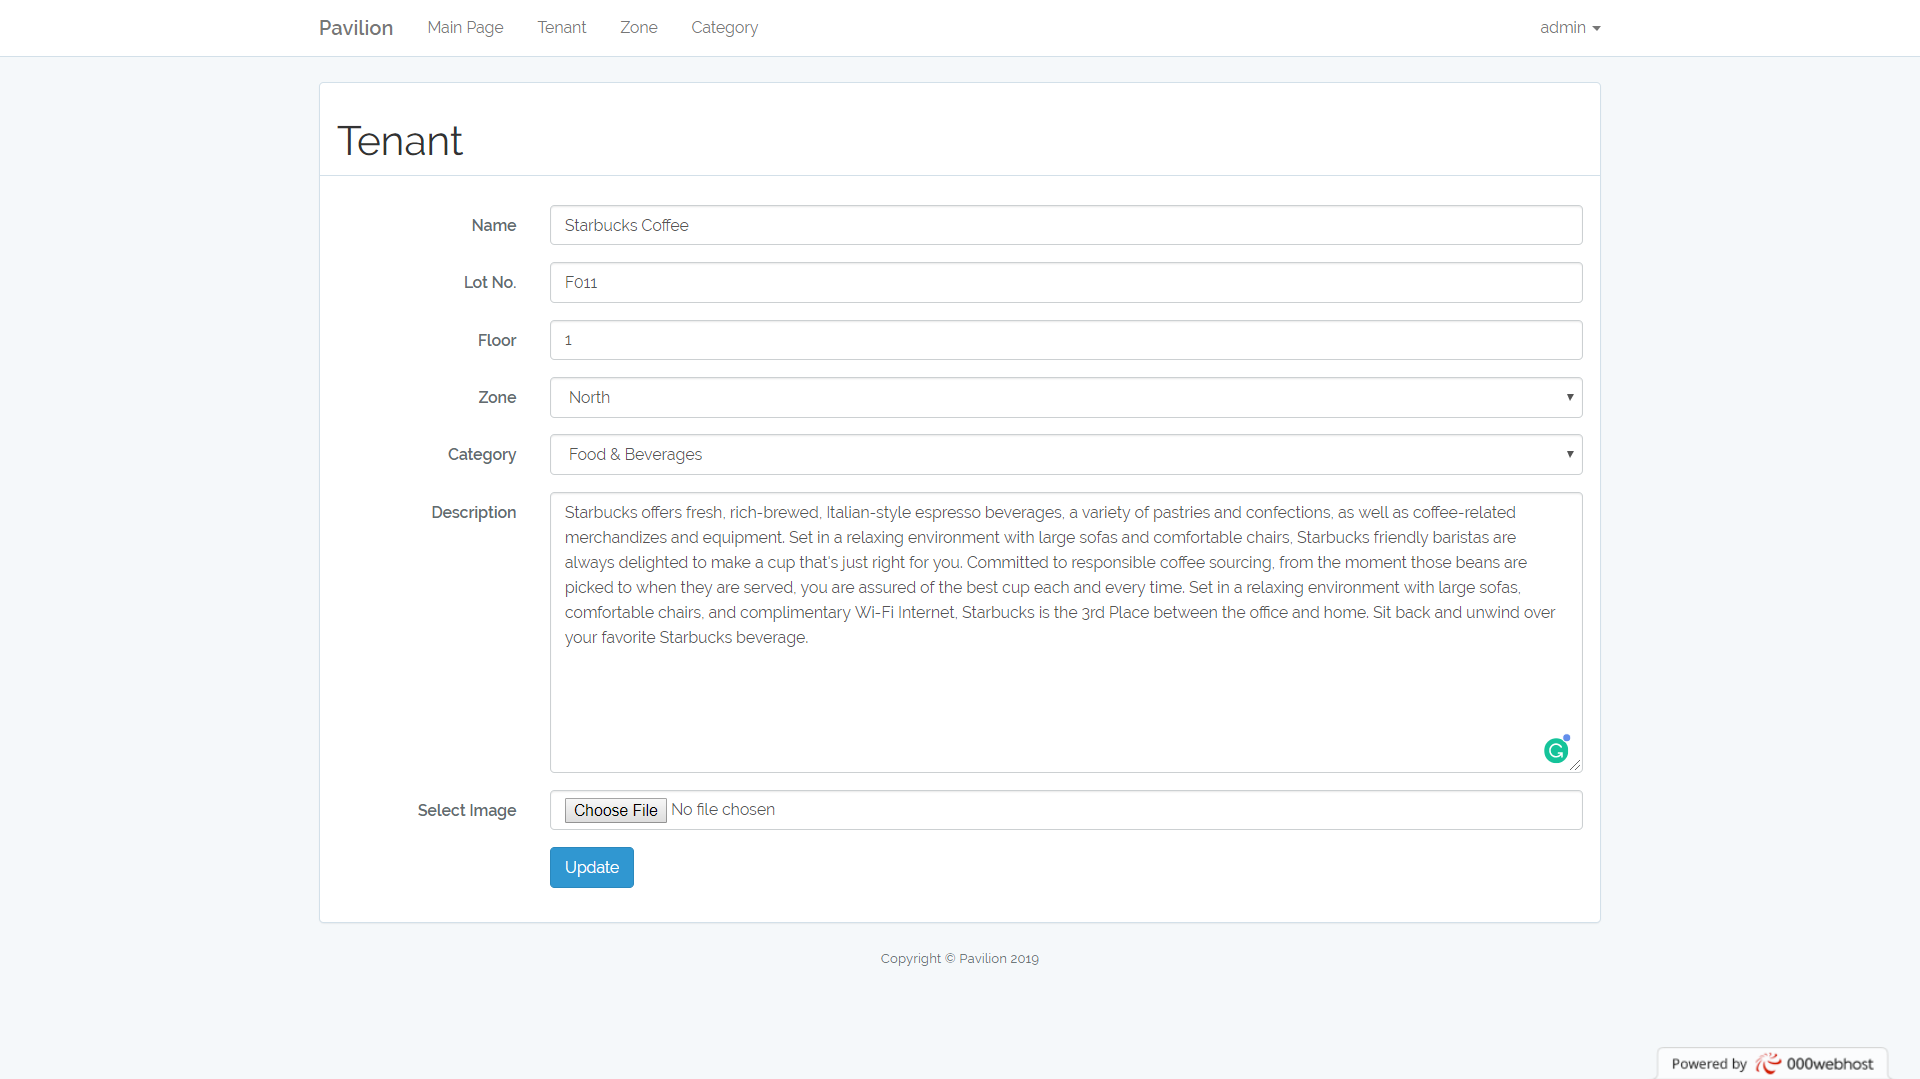 Pavilion Main Page Tenant Zone Category admin
Tenant
Name Starbucks Coffee
Lot No. F011
Floor 1
Zone North
Category Food & Beverages
Description Starbucks offers fresh, rich-brewed, Italian-style espresso beverages, a variety of pastries and confections, as well as coffee-related
merchandizes and equipment. Set in a relaxing environment with large sofas and comfortable chairs, Starbucks friendly baristas are
always delighted to make a cup that's just right for you. Committed to responsible coffee sourcing, from the moment those beans are
picked to when they are served, you are assured of the best cup each and every time. Set in a relaxing environment with large sofas,
comfortable chairs, and complimentary Wi-Fi Internet, Starbucks is the 3rd Place between the office and home. Sit back and unwind over
your favorite Starbucks beverage.
Select Image Choose File No file chosen
Update
Copyright © Pavilion 2019
Powered by 000webhost